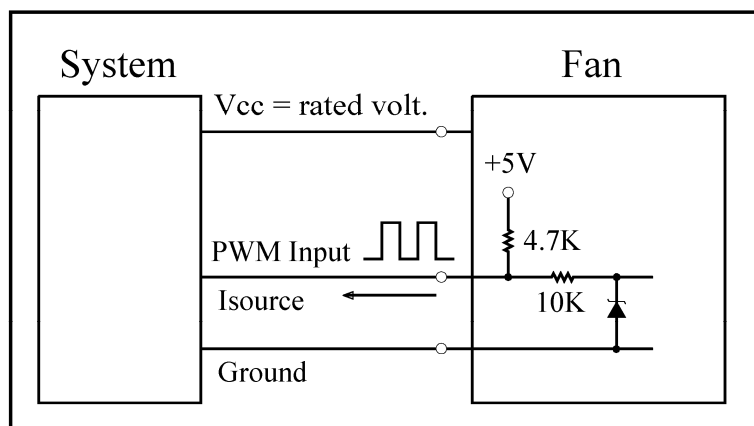 System
Fan
Vcc = rated volt.
+5V
4.7K
PWM Input
10K
Isource
Ground